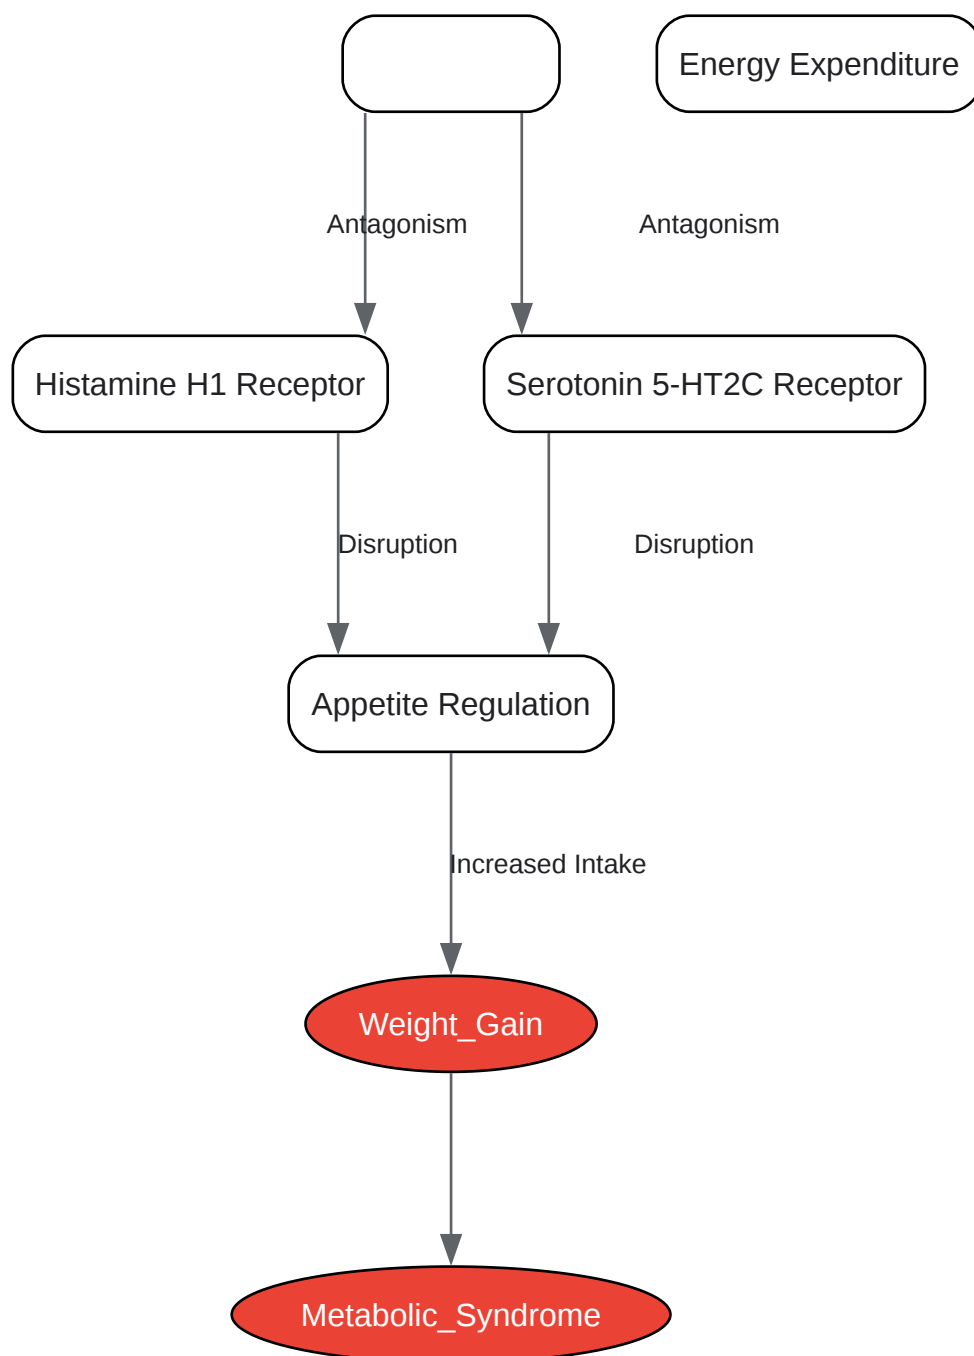 Energy Expenditure
Antagonism
Antagonism
Histamine H1 Receptor
Serotonin 5-HT2C Receptor
Disruption
Disruption
Appetite Regulation
Increased Intake
Weight_Gain
Metabolic_Syndrome